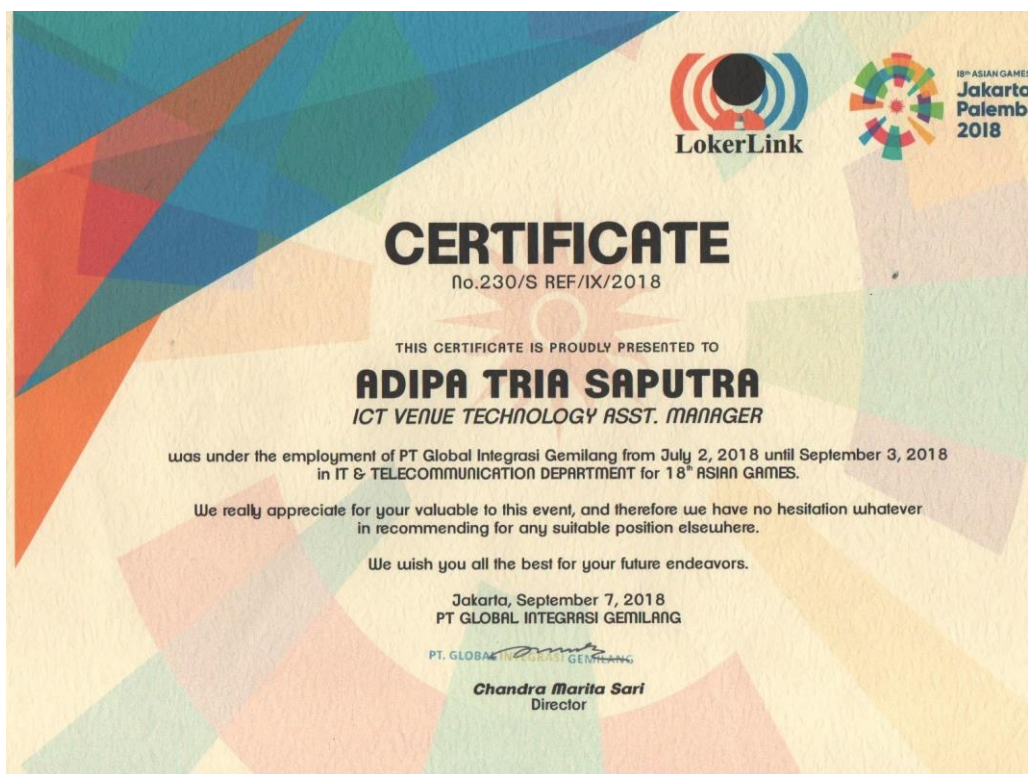 LokerLink
18th ASIAN GAMES
Jakarta
Palemb
2018
CERTIFICATE
No.230/S REF/IX/2018
THIS CERTIFICATE IS PROUDLY PRESENTED TO
ADIPA TRIA SAPUTRA
ICT VENUE TECHNOLOGY ASST. MANAGER
was under the employment of PT Global Integrasi Gemilang from July 2, 2018 until September 3, 2018
in IT & TELECOMMUNICATION DEPARTMENT for 18th ASIAN GAMES.
We really appreciate for your valuable to this event, and therefore we have no hesitation whatever
in recommending for any suitable position elsewhere.
We wish you all the best for your future endeavors.
Jakarta, September 7, 2018
PT GLOBAL INTEGRASI GEMILANG
PT. GLOBAL INTEGRASI GEMILANG
Chandra Marita Sari
Director